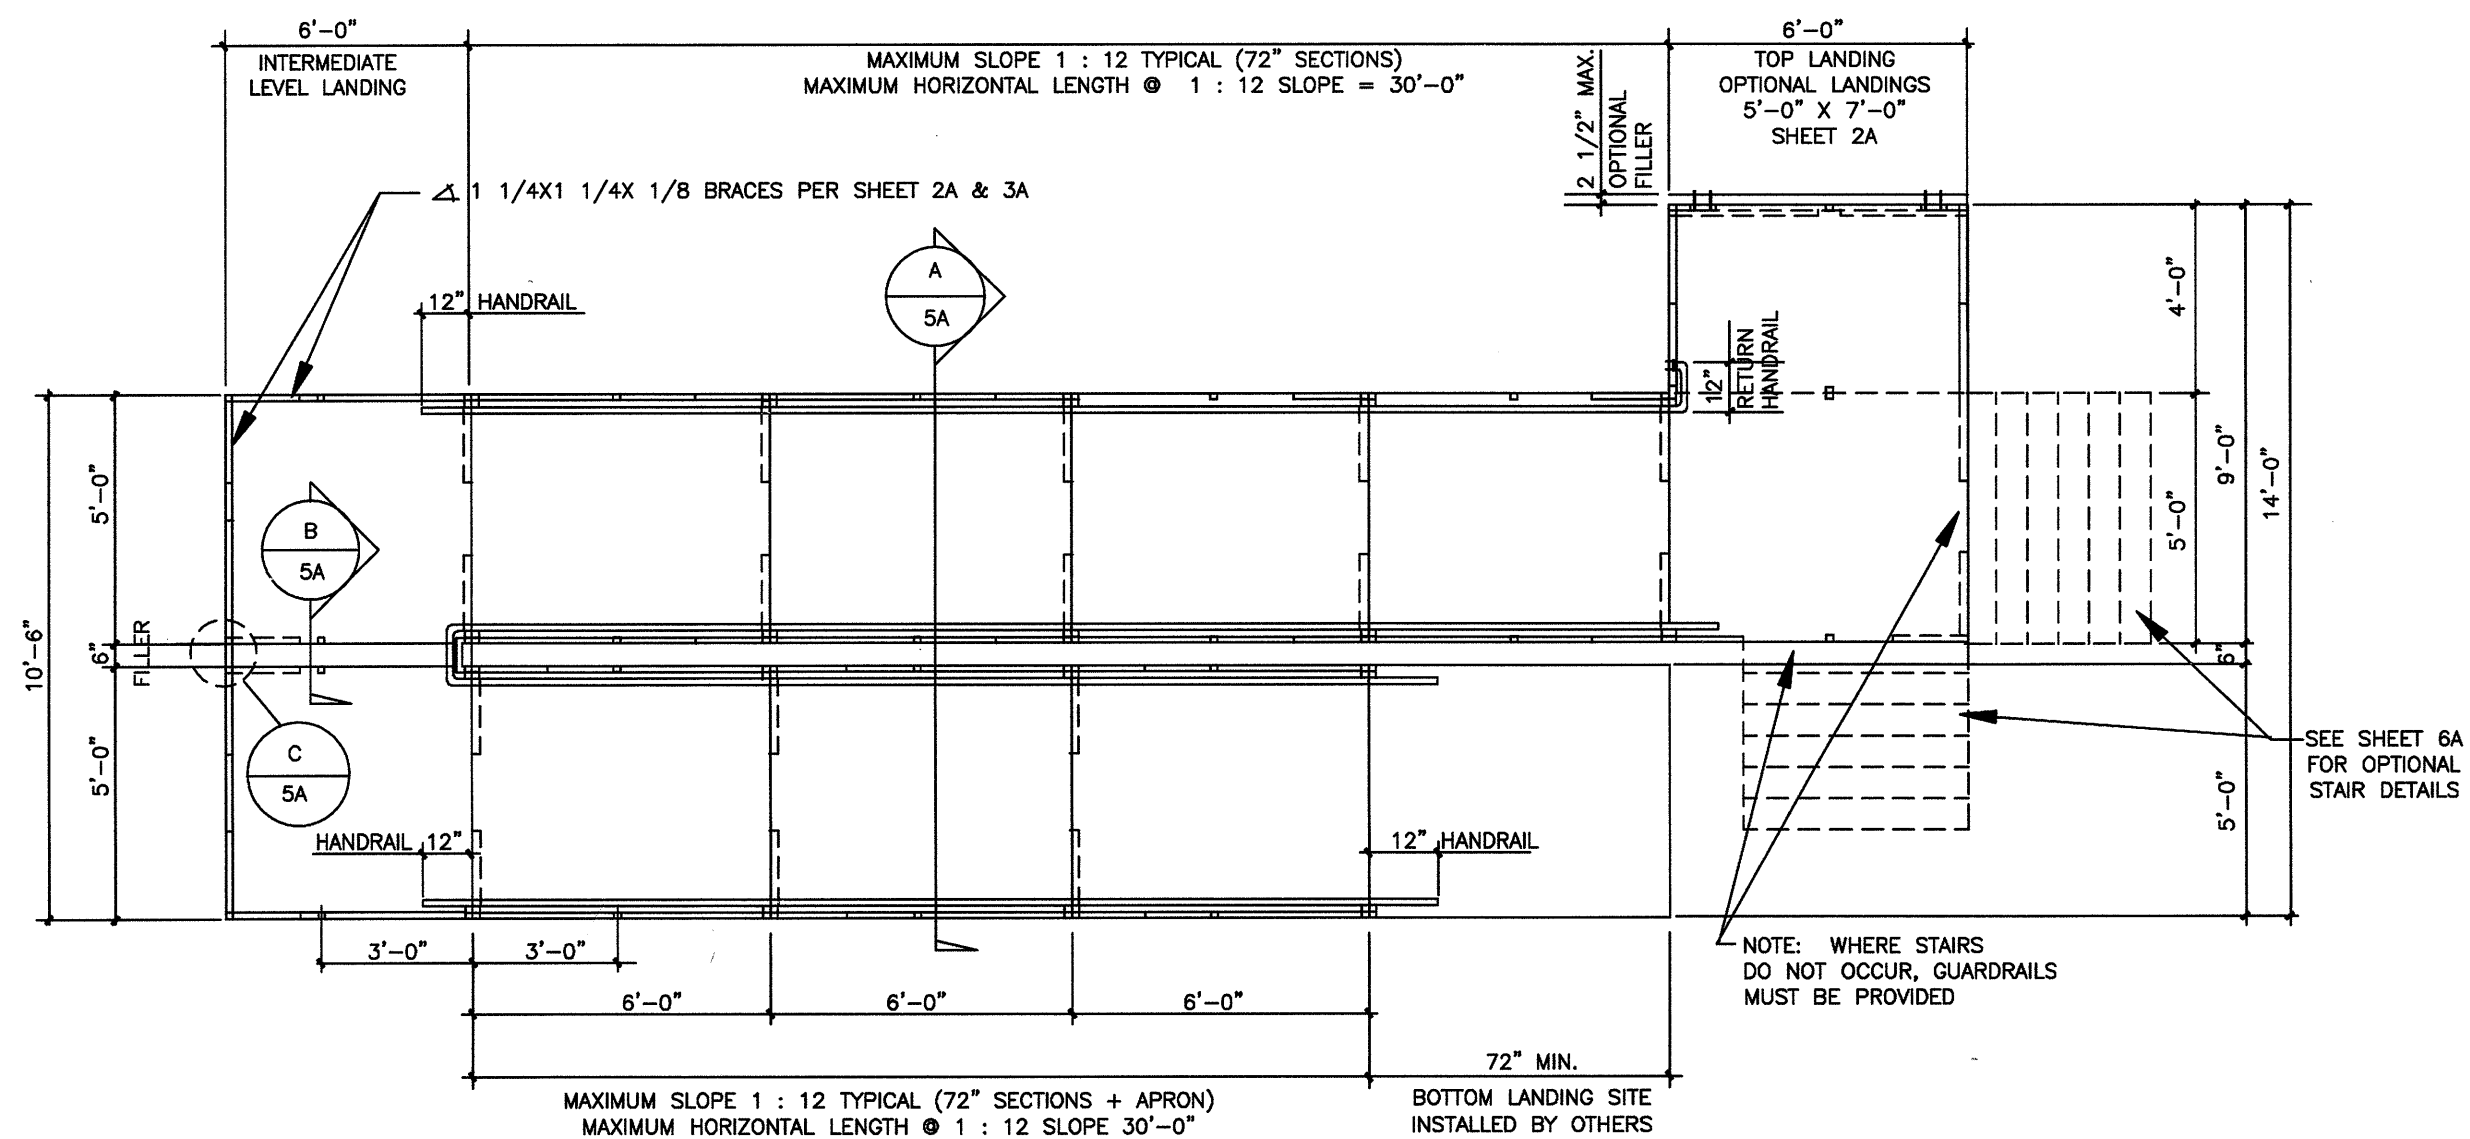 6'-0"
INTERMEDIATE
LEVEL LANDING
MAXIMUM SLOPE 1 : 12 TYPICAL (72" SECTIONS)
MAXIMUM HORIZONTAL LENGTH @ 1 : 12 SLOPE = 30'-0"
6'-0"
TOP LANDING
OPTIONAL LANDINGS
5'-0" X 7'-0"
SHEET 2A
2 1/2" MAX.
OPTIONAL
FILLER
1 1/4X1 1/4X 1/8 BRACES PER SHEET 2A & 3A
A
5A
12" HANDRAIL
12"
RETURN
HANDRAIL
4'-0"
5'-0"
9'-0"
14'-0"
6"
5'-0"
10'-6"
5'-0"
6"
FILLER
5'-0"
B
5A
C
5A
HANDRAIL 12"
12" HANDRAIL
SEE SHEET 6A
FOR OPTIONAL
STAIR DETAILS
NOTE: WHERE STAIRS
DO NOT OCCUR, GUARDRAILS
MUST BE PROVIDED
3'-0"
3'-0"
6'-0"
6'-0"
6'-0"
72" MIN.
MAXIMUM SLOPE 1 : 12 TYPICAL (72" SECTIONS + APRON)
MAXIMUM HORIZONTAL LENGTH @ 1 : 12 SLOPE 30'-0"
BOTTOM LANDING SITE
INSTALLED BY OTHERS